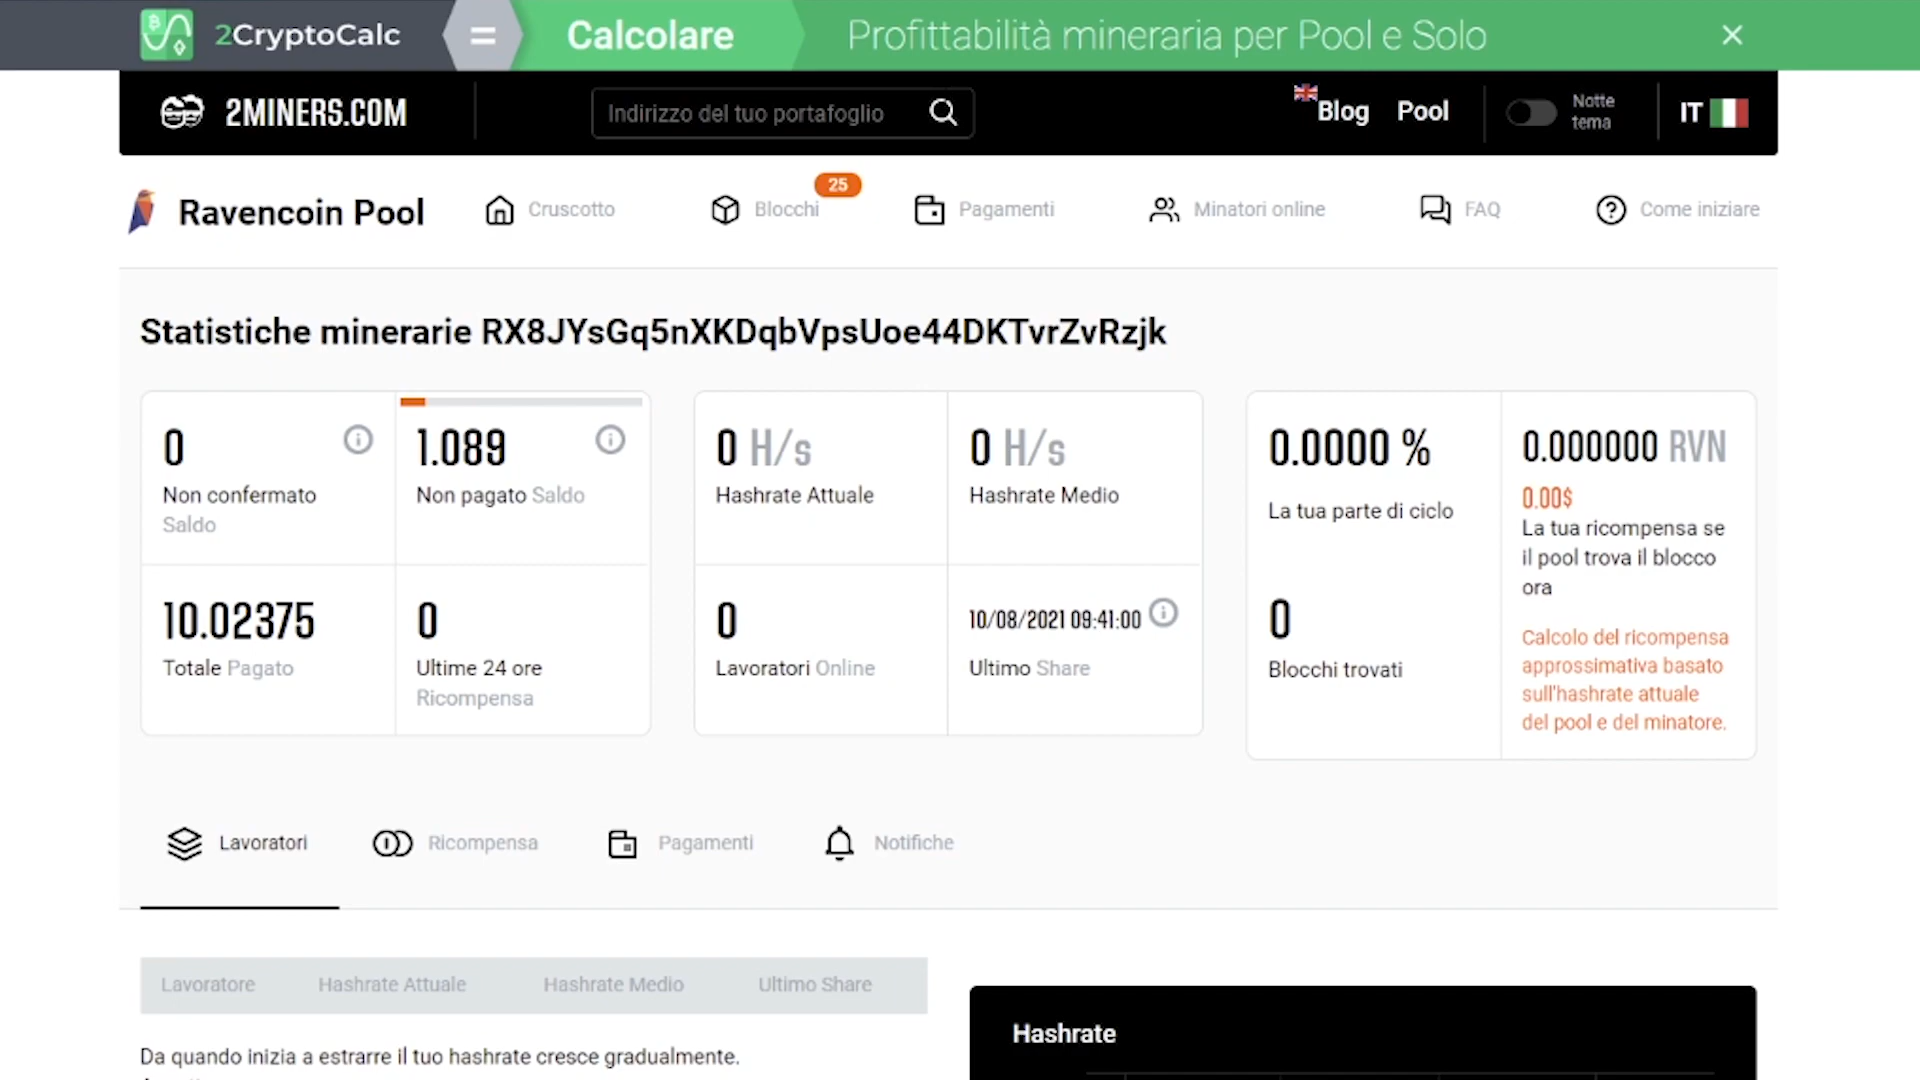 2CryptoCalc
=
Calcolare
Profittabilità mineraria per Pool e Solo
2MINERS.COM
Indirizzo del tuo portafoglio
Blog
Pool
Notte
tema
IT
Ravencoin Pool
Cruscotto
Blocchi
25
Pagamenti
Minatori online
FAQ
Come iniziare
Statistiche minerarie RX8JYsGq5nXKDqbVpsUoe44DKTvrZvRzjk
0
Non confermato
Saldo
1.089
Non pagato Saldo
10.02375
Totale Pagato
0
Ultime 24 ore
Ricompensa
0 H/s
Hashrate Attuale
0 H/s
Hashrate Medio
0
Lavoratori Online
10/08/2021 09:41:00
Ultimo Share
0.0000 %
La tua parte di ciclo
0
Blocchi trovati
0.000000 RVN
0.00$
La tua ricompensa se
il pool trova il blocco
ora
Calcolo del ricompensa
approssimativa basato
sull'hashrate attuale
del pool e del minatore.
Lavoratori
Ricompensa
Pagamenti
Notifiche
Lavoratore
Hashrate Attuale
Hashrate Medio
Ultimo Share
Da quando inizia a estrarre il tuo hashrate cresce gradualmente.
Hashrate